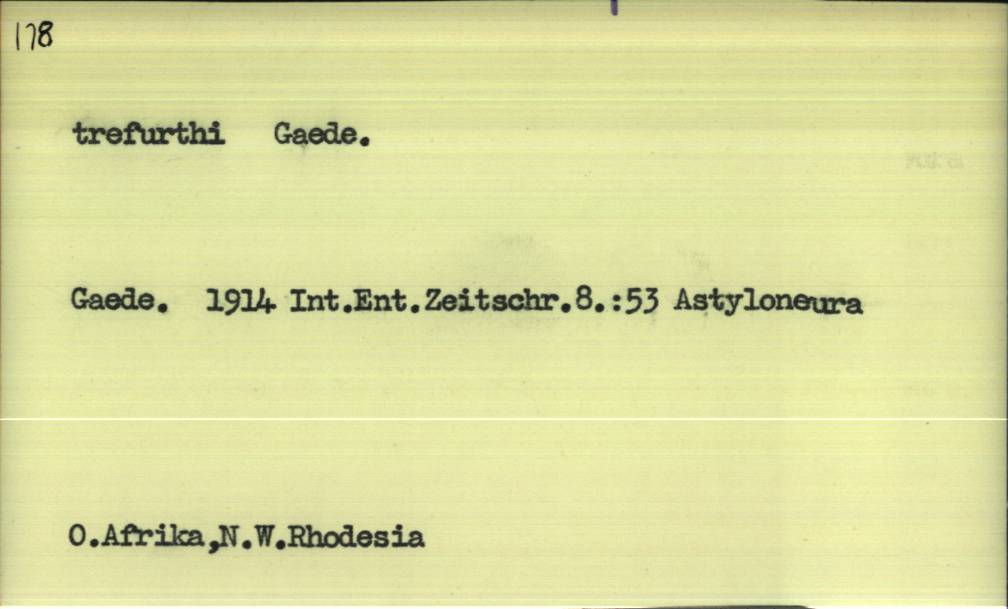 178
trefurthi Gaede.
Gaede. 1914 Int.Ent.Zeitschr.8.:53 Astyloneura
O.Afrika,N.W.Rhodesia